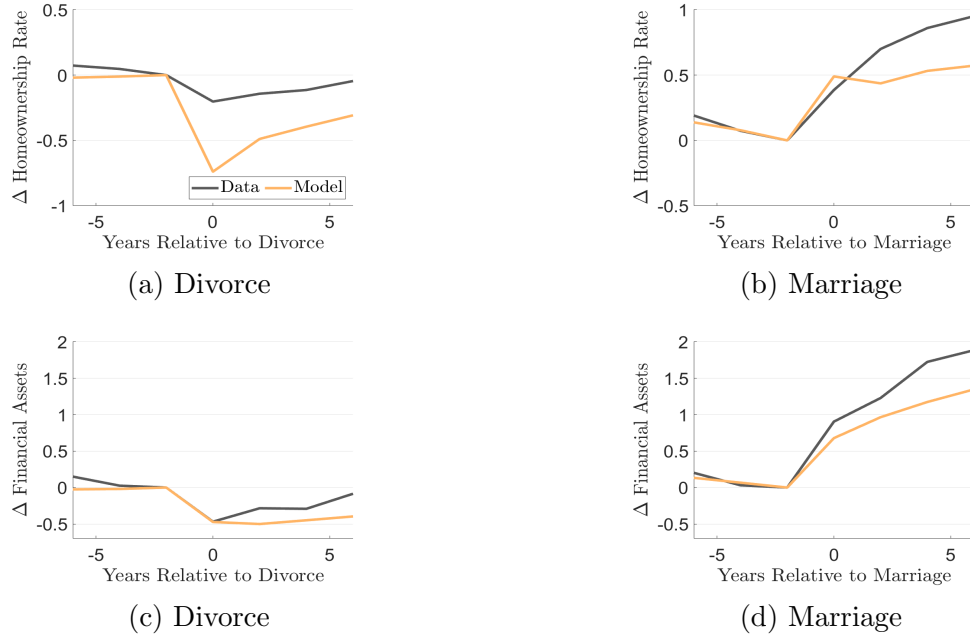 Δ Homeownership Rate
0.5
0
-0.5
-1
Data Model
-5 0 5
Years Relative to Divorce
(a) Divorce
Δ Homeownership Rate
1
0.5
0
-0.5
-5 0 5
Years Relative to Marriage
(b) Marriage
Δ Financial Assets
2
1.5
1
0.5
0
-0.5
-5 0 5
Years Relative to Divorce
(c) Divorce
Δ Financial Assets
2
1.5
1
0.5
0
-0.5
-5 0 5
Years Relative to Marriage
(d) Marriage